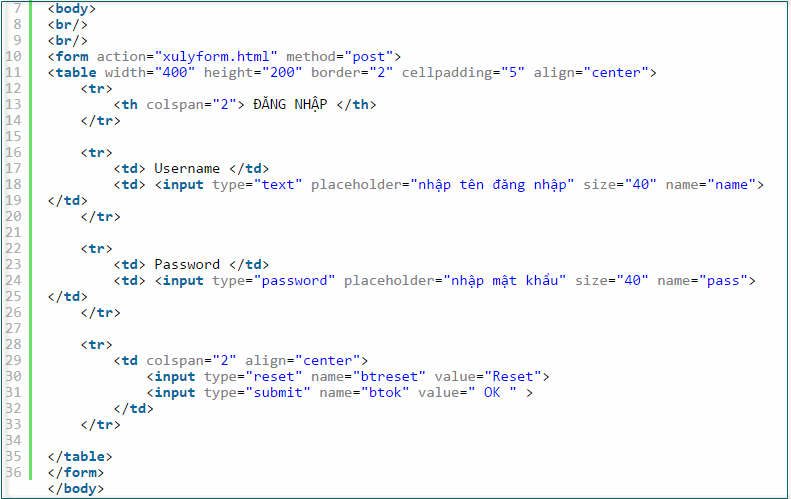 7 <body>
8 <br/>
9 <br/>
10 <form action="xulyform.html" method="post">
11 <table width="400" height="200" border="2" cellpadding="5" align="center">
12     <tr>
13         <th colspan="2"> ĐĂNG NHẬP </th>
14     </tr>
15
16     <tr>
17         <td> Username </td>
18         <td> <input type="text" placeholder="nhập tên đăng nhập" size="40" name="name">
19 </td>
20     </tr>
21
22     <tr>
23         <td> Password </td>
24         <td> <input type="password" placeholder="nhập mật khẩu" size="40" name="pass">
25 </td>
26     </tr>
27
28     <tr>
29         <td colspan="2" align="center">
30             <input type="reset" name="btreset" value="Reset">
31             <input type="submit" name="btok" value=" OK " >
32         </td>
33     </tr>
34
35 </table>
36 </form>
</body>